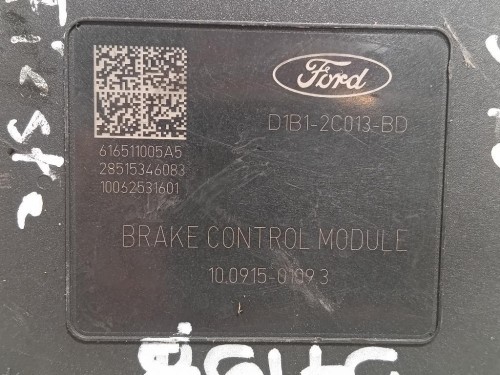 Ford
D1B1-2C013-BD
616511005A5
28515346083
10062531601
BRAKE CONTROL MODULE
10.0915-0109.3